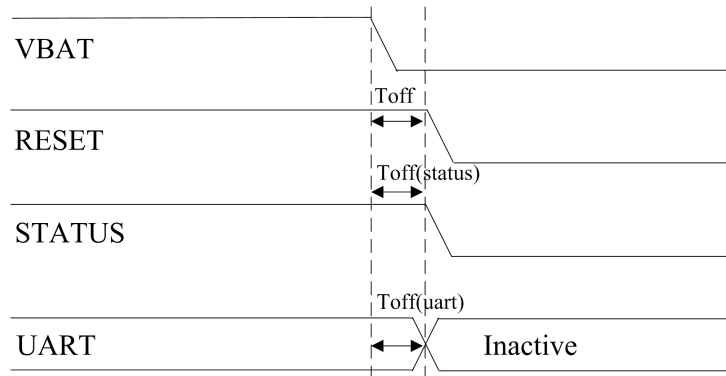 VBAT
Toff
RESET
Toff(status)
STATUS
Toff(uart)
UART
Inactive